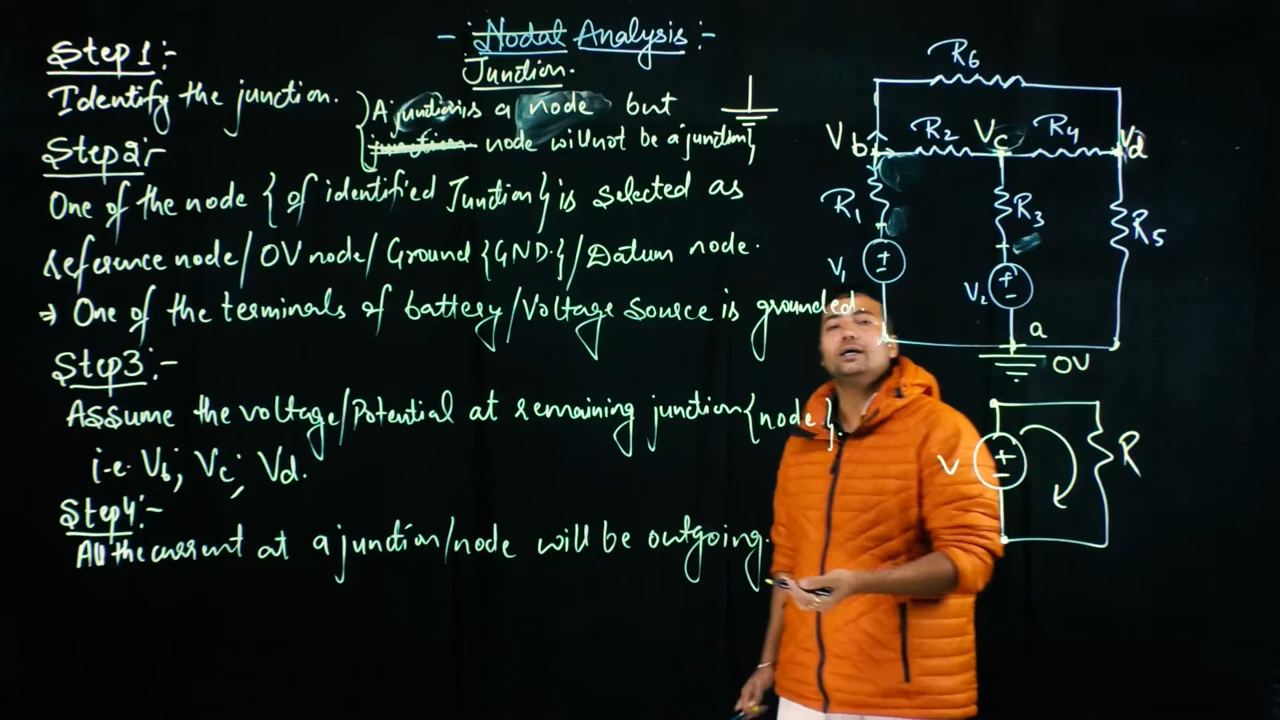 - Nodal Analysis :-
Junction.
Step 1 :-
Identify the junction.
A junction is a node but
junction node will not be a junction
Step 2 :-
One of the node { of identified Junction } is selected as
reference node / 0V node / Ground {GND.} / Datum node.
→ One of the terminals of battery / Voltage Source is grounded.
Step 3 :-
Assume the voltage / Potential at remaining junction {node.}.
i.e. Vb; Vc; Vd.
Step 4 :-
All the current at a junction / node will be outgoing.
R6
Vb R2 Vc R4 Vd
R1 R3 R5
V1 + - V2 + -
a
0V
V + - R